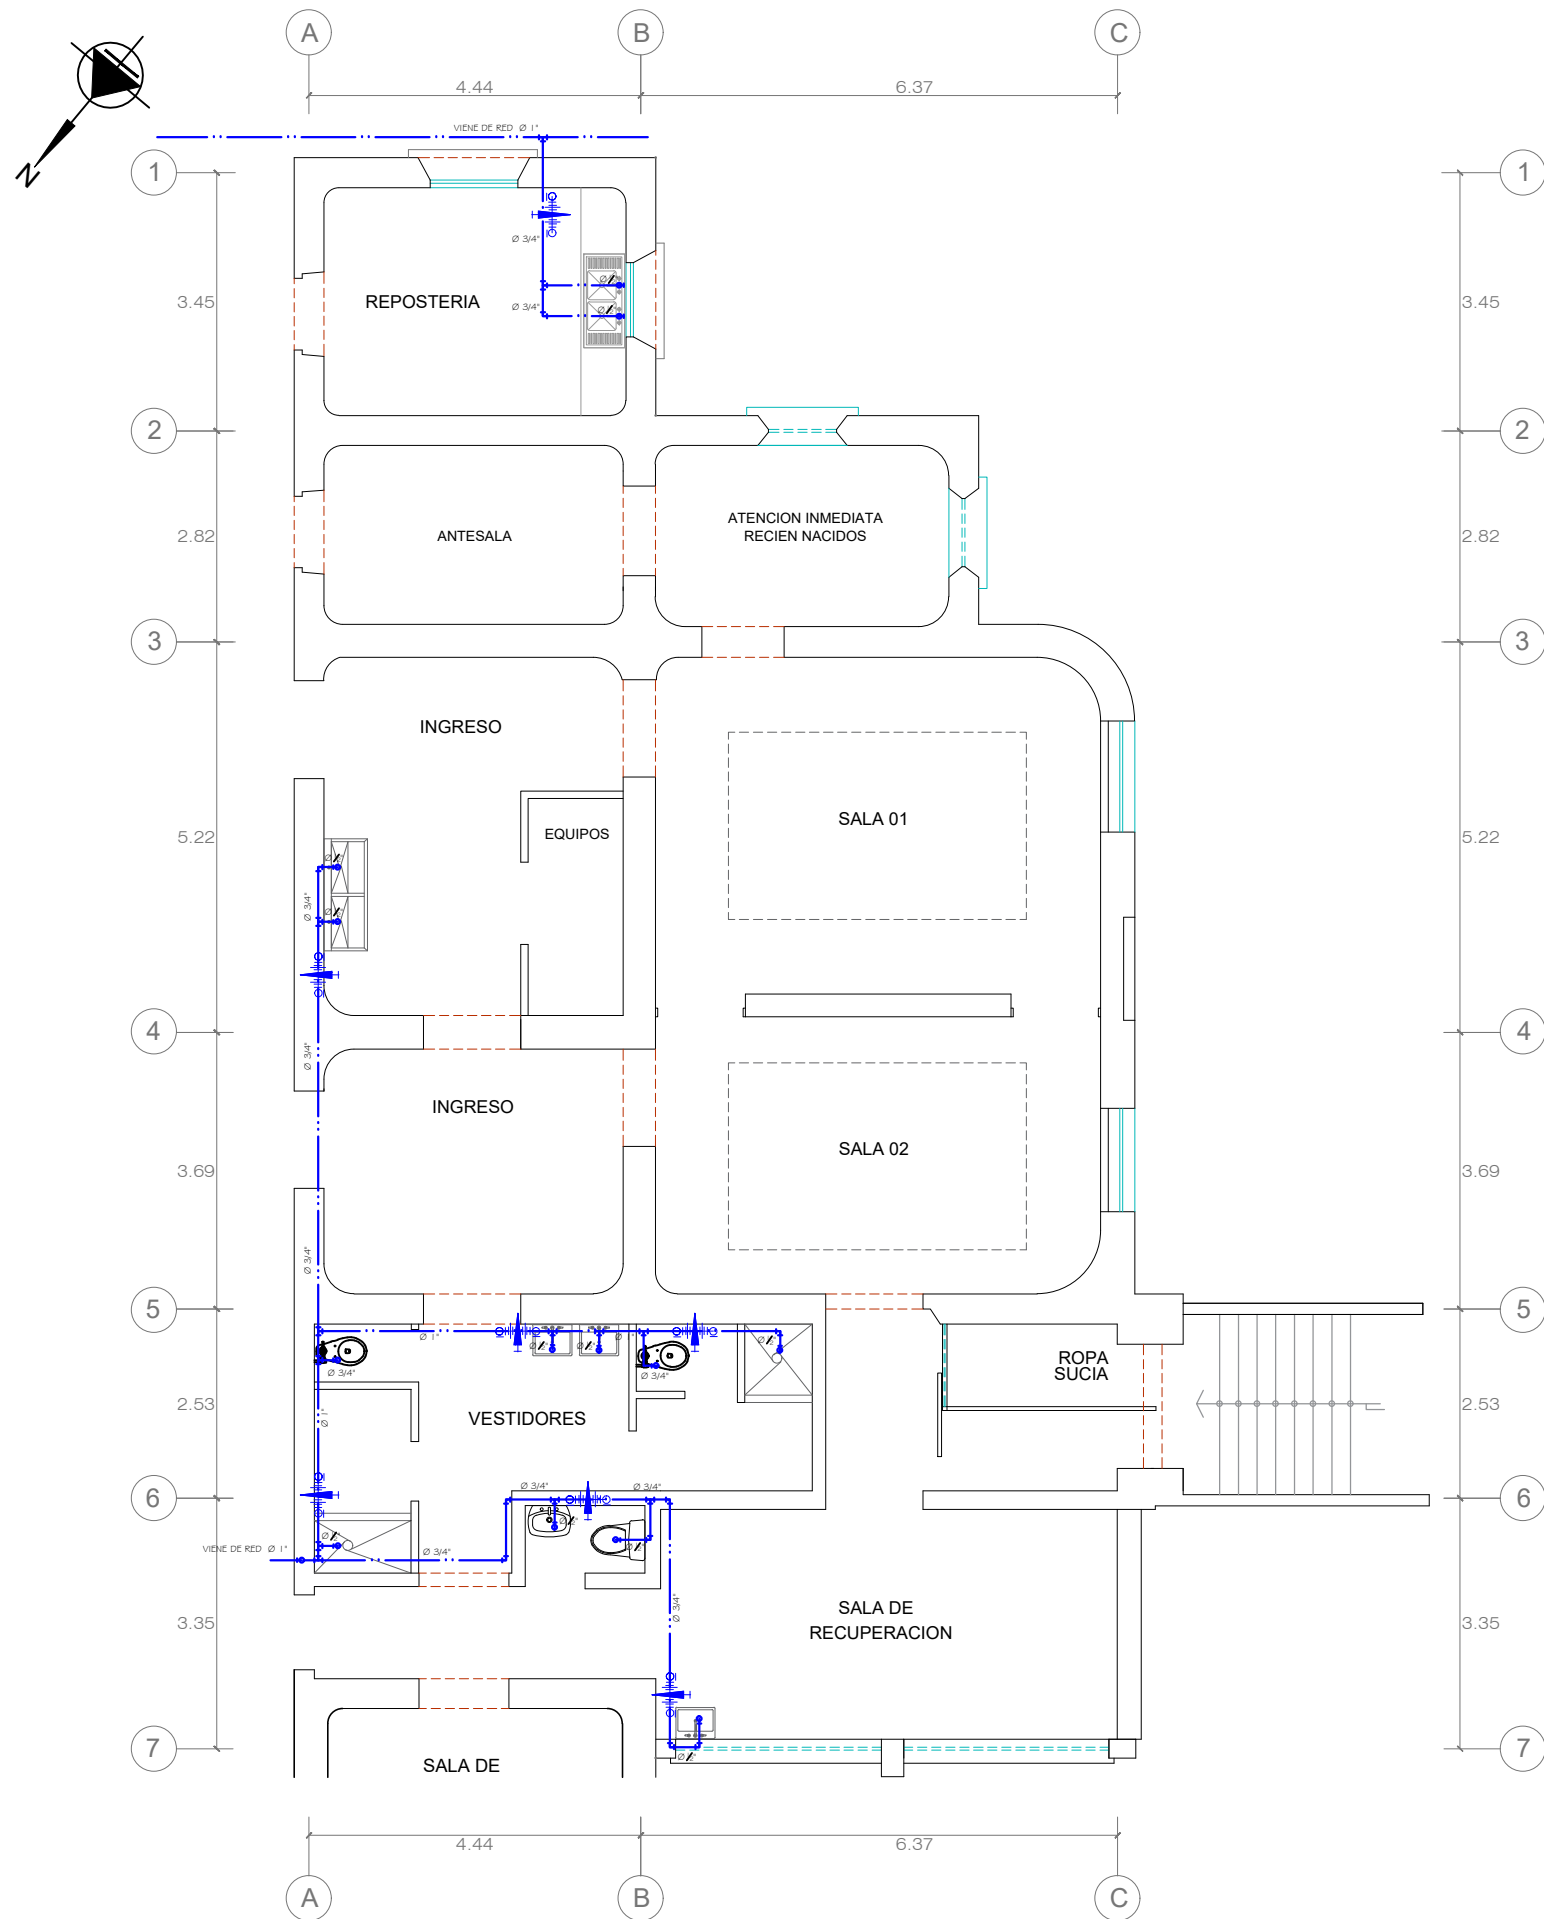 A
B
C
4.44
6.37
N
VIENE DE RED Ø 1"
1
1
Ø 3/4"
3.45
REPOSTERIA
Ø 3/4"
3.45
2
2
2.82
ANTESALA
ATENCION INMEDIATA
RECIEN NACIDOS
2.82
3
3
INGRESO
5.22
EQUIPOS
SALA 01
5.22
Ø 3/4"
4
4
Ø 3/4"
INGRESO
3.69
SALA 02
3.69
Ø 3/4"
5
5
Ø 1"
Ø 3/4"
Ø 3/4"
ROPA
SUCIA
2.53
Ø 1"
VESTIDORES
2.53
6
Ø 3/4"
Ø 3/4"
6
VIENE DE RED Ø 1"
Ø 3/4"
3.35
Ø 3/4"
SALA DE
RECUPERACION
3.35
7
SALA DE
7
4.44
6.37
A
B
C